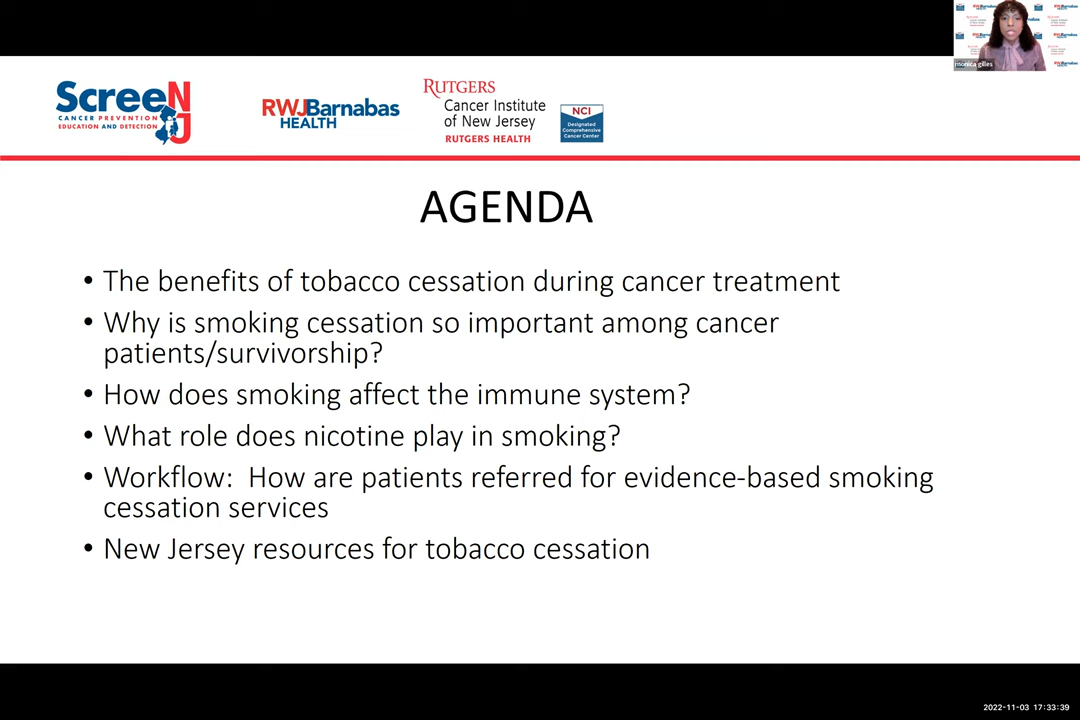 ScreeNJ
CANCER PREVENTION
EDUCATION AND DETECTION
RWJBarnabas
HEALTH
RUTGERS
Cancer Institute
of New Jersey
RUTGERS HEALTH
NCI
Designated
Comprehensive
Cancer Center
monica gilles
AGENDA
• The benefits of tobacco cessation during cancer treatment
• Why is smoking cessation so important among cancer
patients/survivorship?
• How does smoking affect the immune system?
• What role does nicotine play in smoking?
• Workflow:  How are patients referred for evidence-based smoking
cessation services
• New Jersey resources for tobacco cessation
2022-11-03 17:33:39